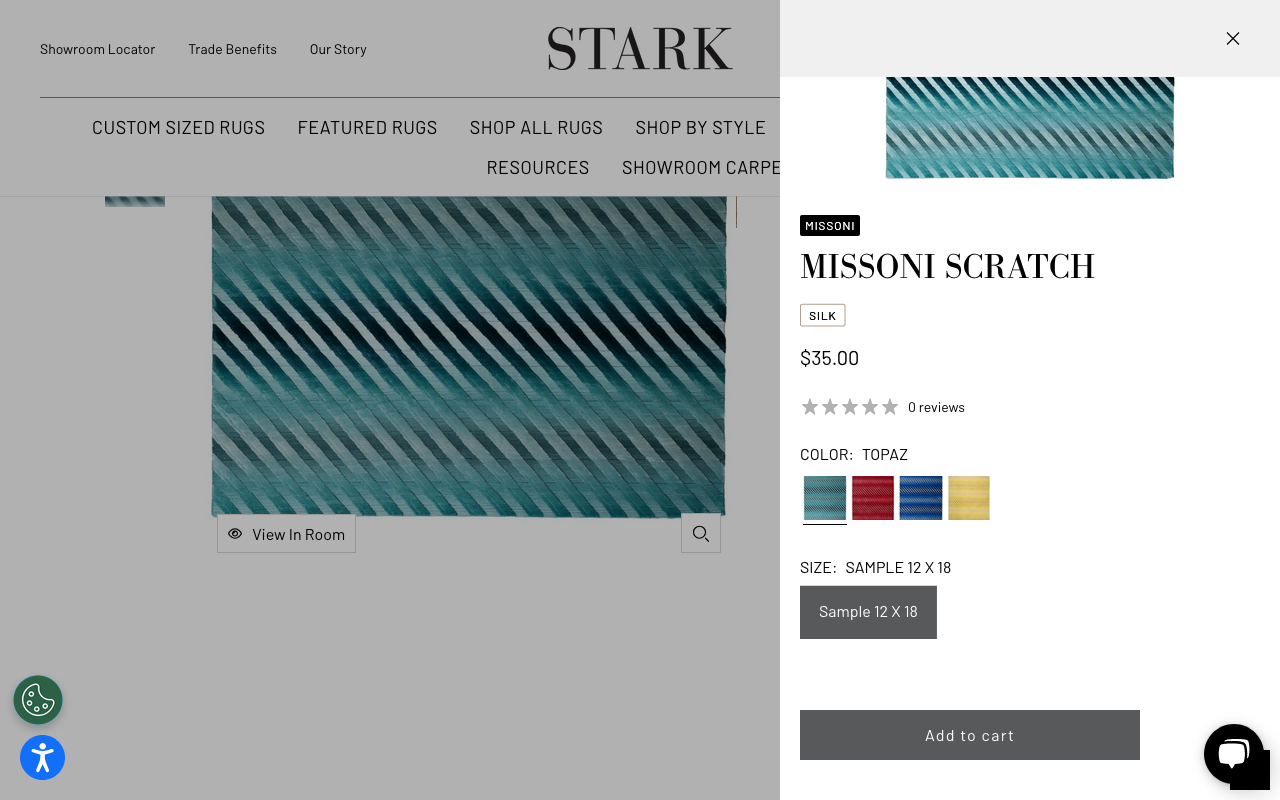 Showroom Locator
Trade Benefits
Our Story
STARK
CUSTOM SIZED RUGS
FEATURED RUGS
SHOP ALL RUGS
SHOP BY STYLE
RESOURCES
SHOWROOM CARPE
View In Room
MISSONI
MISSONI SCRATCH
SILK
$35.00
0 reviews
COLOR: TOPAZ
SIZE: SAMPLE 12 X 18
Sample 12 X 18
Add to cart